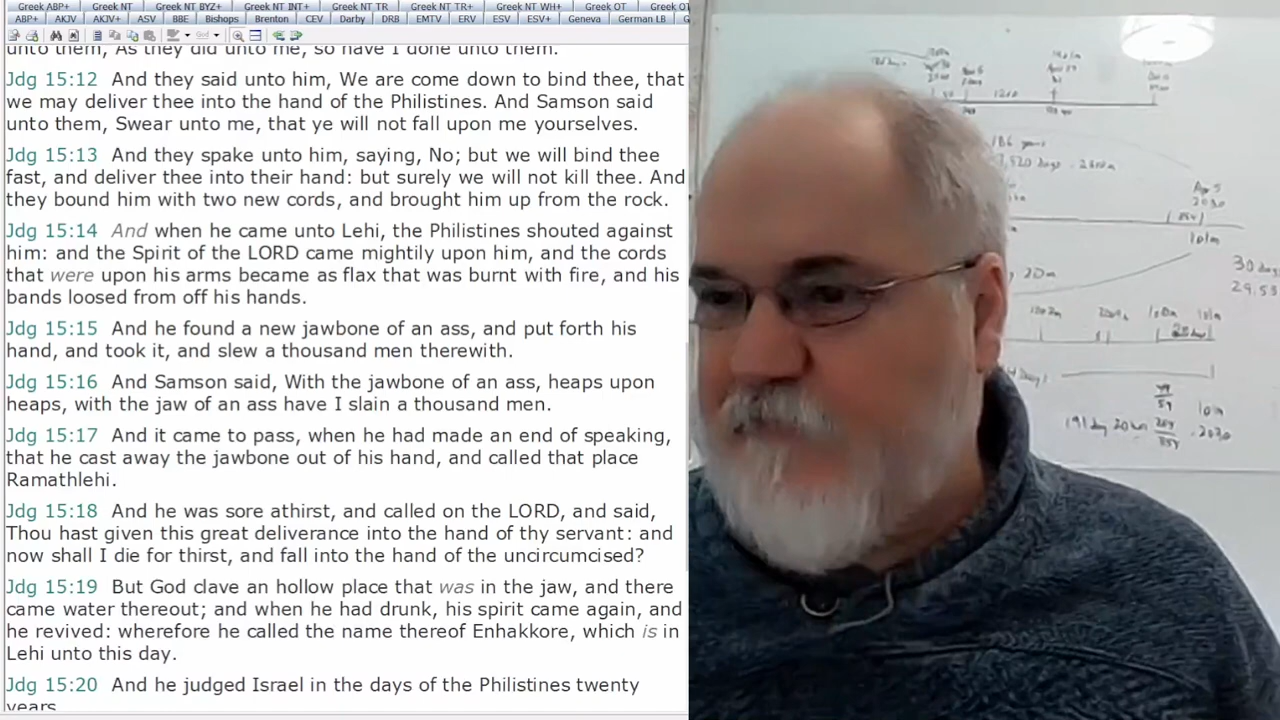 Greek ABP+ Greek NT Greek NT BYZ+ Greek NT INT+ Greek NT TR Greek NT TR+ Greek NT WH+ Greek OT Greek OT
ABP+ AKJV AKJV+ ASV BBE Bishops Brenton CEV Darby DRB EMTV ERV ESV ESV+ Geneva German LB G
unto them, As they did unto me, so have I done unto them.
Jdg 15:12 And they said unto him, We are come down to bind thee, that
we may deliver thee into the hand of the Philistines. And Samson said
unto them, Swear unto me, that ye will not fall upon me yourselves.
Jdg 15:13 And they spake unto him, saying, No; but we will bind thee
fast, and deliver thee into their hand: but surely we will not kill thee. And
they bound him with two new cords, and brought him up from the rock.
Jdg 15:14 And when he came unto Lehi, the Philistines shouted against
him: and the Spirit of the LORD came mightily upon him, and the cords
that were upon his arms became as flax that was burnt with fire, and his
bands loosed from off his hands.
Jdg 15:15 And he found a new jawbone of an ass, and put forth his
hand, and took it, and slew a thousand men therewith.
Jdg 15:16 And Samson said, With the jawbone of an ass, heaps upon
heaps, with the jaw of an ass have I slain a thousand men.
Jdg 15:17 And it came to pass, when he had made an end of speaking,
that he cast away the jawbone out of his hand, and called that place
Ramathlehi.
Jdg 15:18 And he was sore athirst, and called on the LORD, and said,
Thou hast given this great deliverance into the hand of thy servant: and
now shall I die for thirst, and fall into the hand of the uncircumcised?
Jdg 15:19 But God clave an hollow place that was in the jaw, and there
came water thereout; and when he had drunk, his spirit came again, and
he revived: wherefore he called the name thereof Enhakkore, which is in
Lehi unto this day.
Jdg 15:20 And he judged Israel in the days of the Philistines twenty
years.
186 years
Apr 5
2030
30 days
29.53